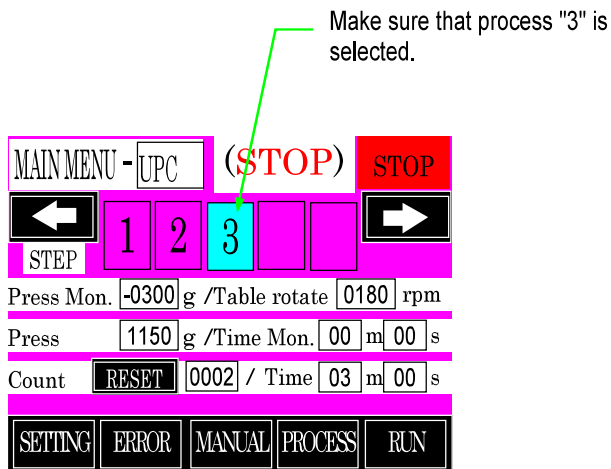 Make sure that process "3" is
selected.
MAIN MENU - UPC (STOP) STOP
1 2 3
STEP
Press Mon. -0300 g /Table rotate 0180 rpm
Press 1150 g /Time Mon. 00 m 00 s
Count RESET 0002 / Time 03 m 00 s
SETTING ERROR MANUAL PROCESS RUN